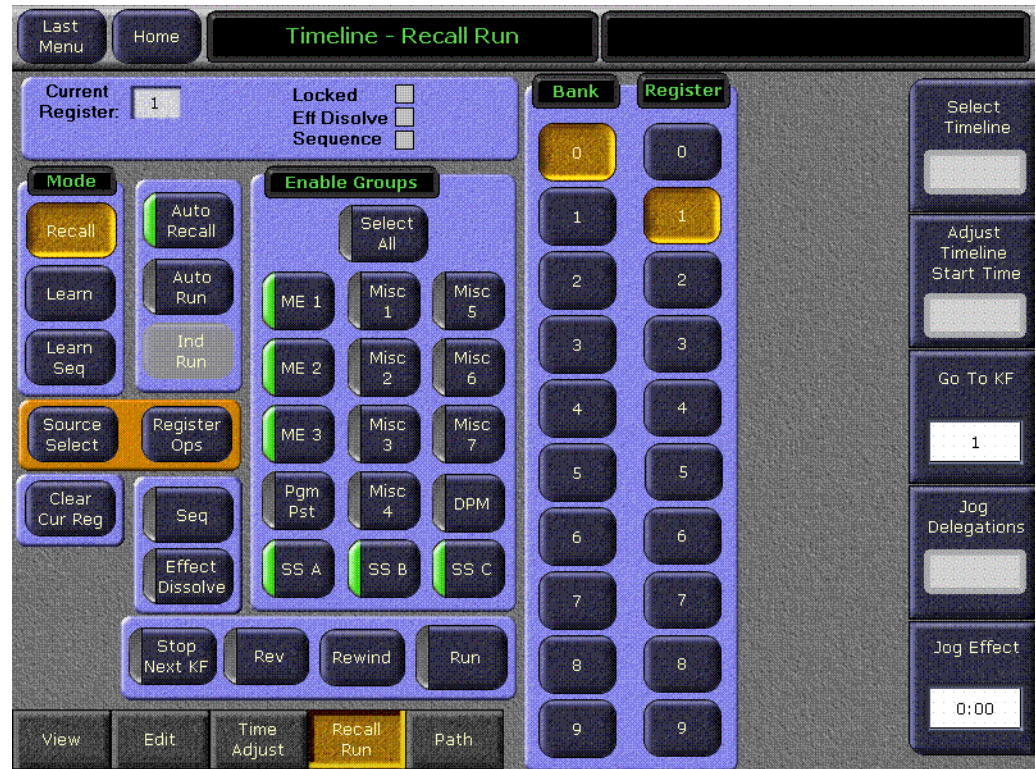 Last
Menu
Home
Timeline - Recall Run
Current
Register:
1
Locked
Eff Disolve
Sequence
Mode
Recall
Learn
Learn
Seq
Auto
Recall
Auto
Run
Ind
Run
Source
Select
Register
Ops
Clear
Cur Reg
Seq
Effect
Dissolve
Enable Groups
Select
All
ME 1
Misc
1
Misc
5
ME 2
Misc
2
Misc
6
ME 3
Misc
3
Misc
7
Pgm
Pst
Misc
4
DPM
SS A
SS B
SS C
Stop
Next KF
Rev
Rewind
Run
Bank
0
1
2
3
4
5
6
7
8
9
Register
0
1
2
3
4
5
6
7
8
9
Select
Timeline
Adjust
Timeline
Start Time
Go To KF
1
Jog
Delegations
Jog Effect
0:00
View
Edit
Time
Adjust
Recall
Run
Path